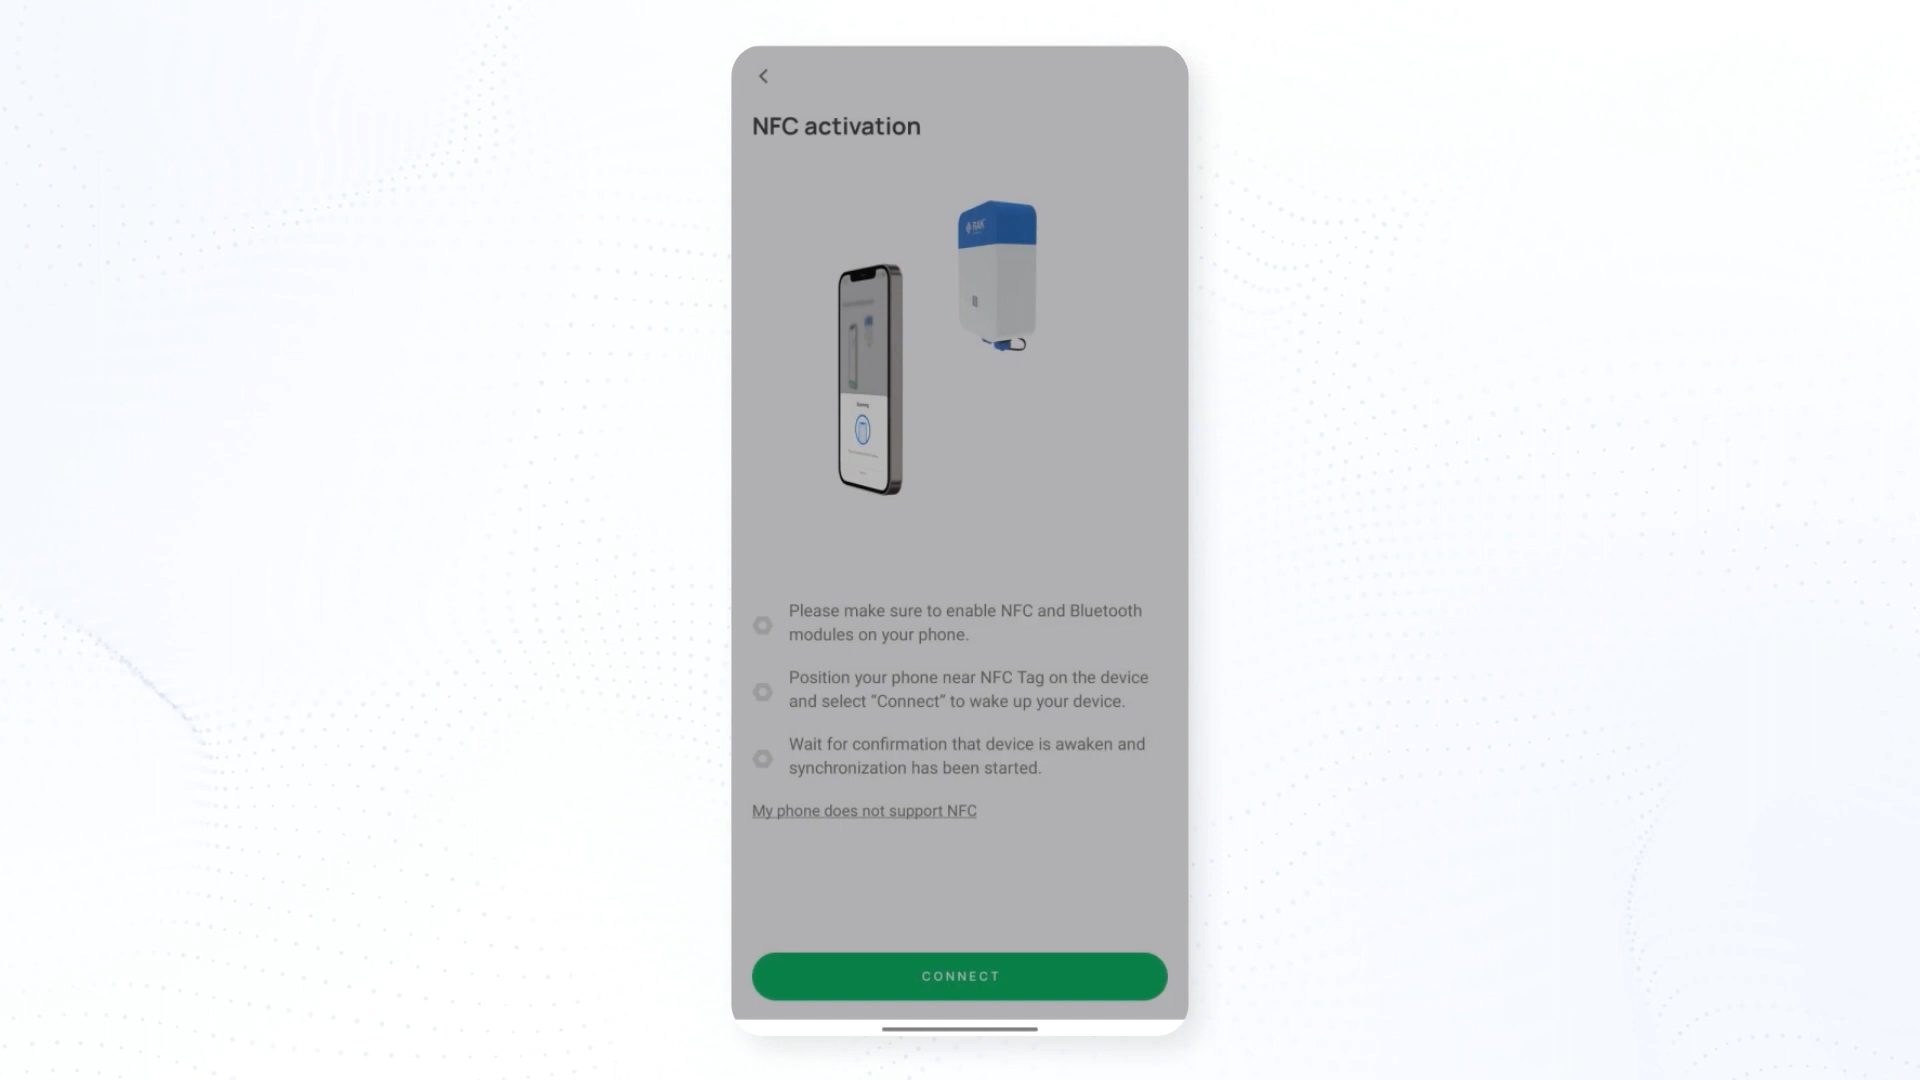 NFC activation
RAK
Please make sure to enable NFC and Bluetooth
modules on your phone.
Position your phone near NFC Tag on the device
and select “Connect” to wake up your device.
Wait for confirmation that device is awaken and
synchronization has been started.
My phone does not support NFC
CONNECT